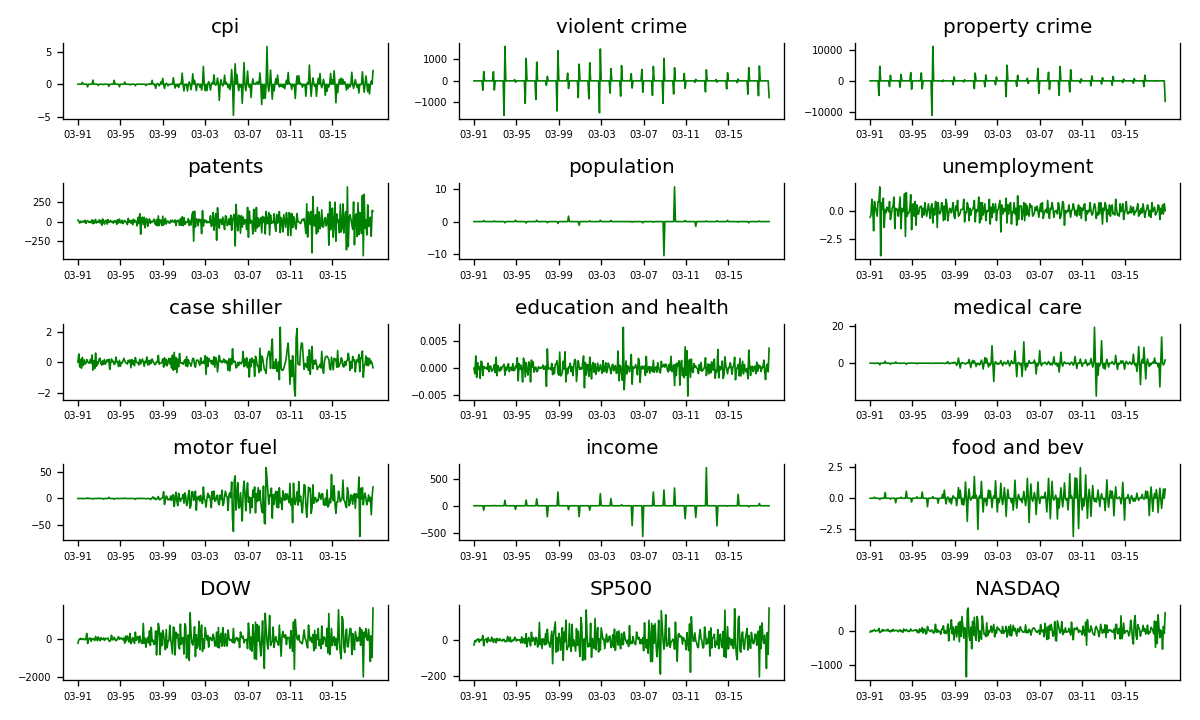 cpi violent crime property crime
5 1000 10000
0 0 0
−5 −1000 −10000
03-91 03-95 03-99 03-03 03-07 03-11 03-15 03-91 03-95 03-99 03-03 03-07 03-11 03-15 03-91 03-95 03-99 03-03 03-07 03-11 03-15
patents population unemployment
250 10 0.0
0 0 −2.5
−250 −10
03-91 03-95 03-99 03-03 03-07 03-11 03-15 03-91 03-95 03-99 03-03 03-07 03-11 03-15 03-91 03-95 03-99 03-03 03-07 03-11 03-15
case shiller education and health medical care
2 0.005 20
0 0.000 0
−2 −0.005
03-91 03-95 03-99 03-03 03-07 03-11 03-15 03-91 03-95 03-99 03-03 03-07 03-11 03-15 03-91 03-95 03-99 03-03 03-07 03-11 03-15
motor fuel income food and bev
50 500 2.5
0 0 0.0
−50 −500 −2.5
03-91 03-95 03-99 03-03 03-07 03-11 03-15 03-91 03-95 03-99 03-03 03-07 03-11 03-15 03-91 03-95 03-99 03-03 03-07 03-11 03-15
DOW SP500 NASDAQ
0 0 0
−2000 −200 −1000
03-91 03-95 03-99 03-03 03-07 03-11 03-15 03-91 03-95 03-99 03-03 03-07 03-11 03-15 03-91 03-95 03-99 03-03 03-07 03-11 03-15